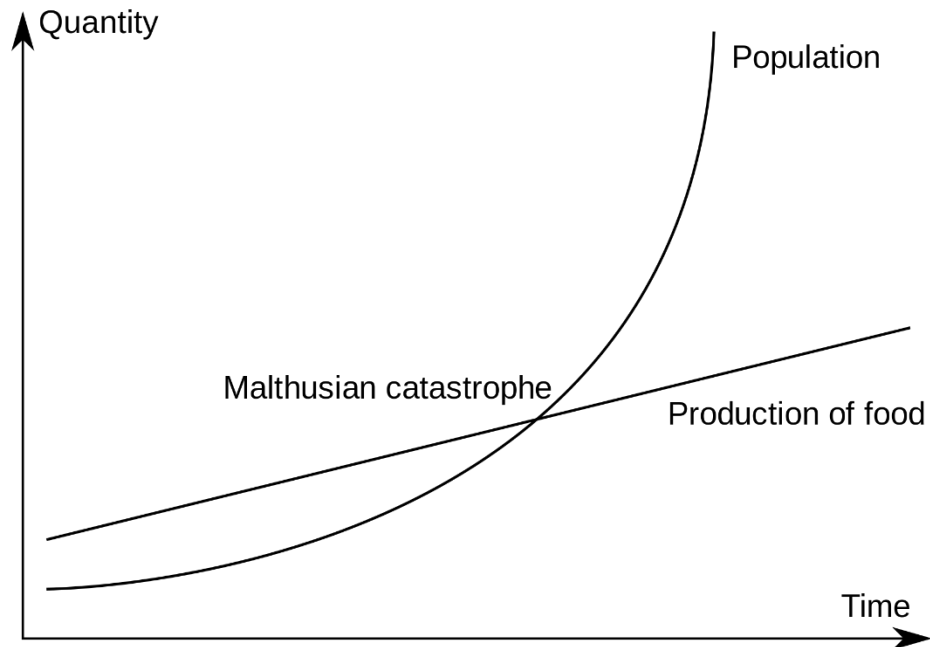 Quantity
Population
Malthusian catastrophe
Production of food
Time